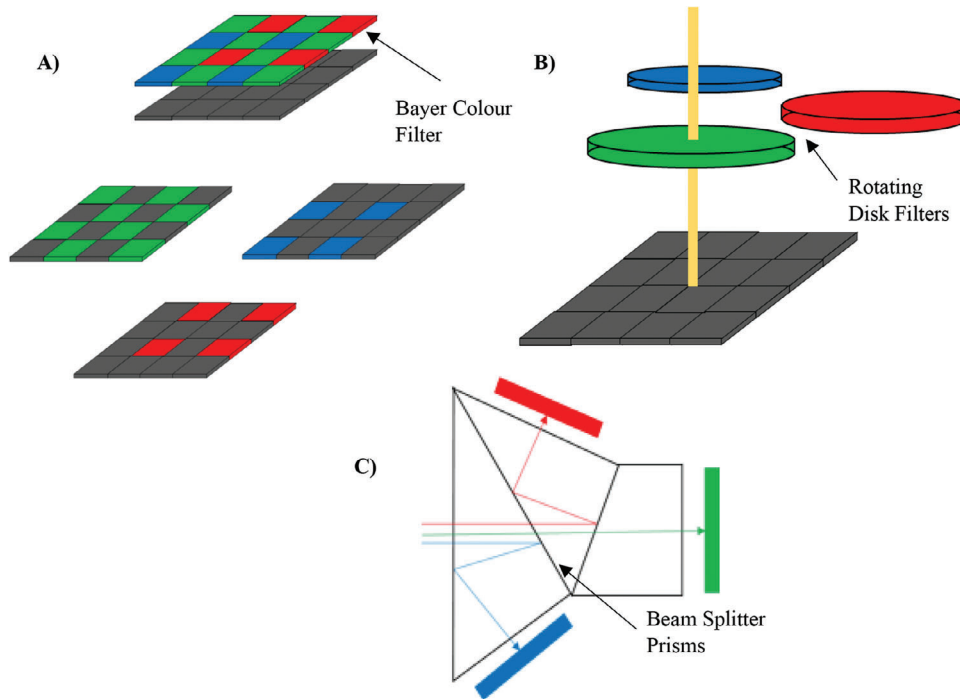 A)
Bayer Colour
Filter
B)
Rotating
Disk Filters
C)
Beam Splitter
Prisms